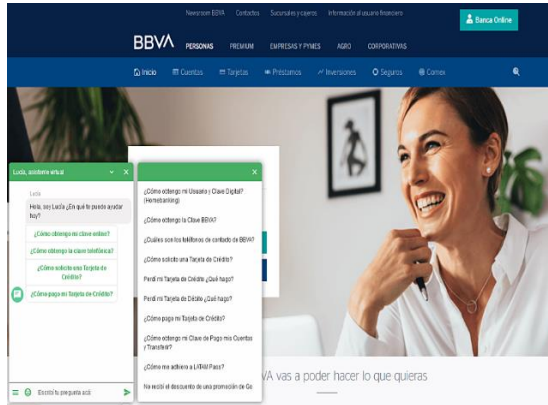 Newsroom BBVA Contactos Sucursales y cajeros Información al usuario financiero
Banca Online
BBVA PERSONAS PREMIUM EMPRESAS Y PYMES AGRO CORPORATIVAS
Inicio Cuentas Tarjetas Préstamos Inversiones Seguros Comex
Lucía, asistente virtual
Lucía
Hola, soy Lucía ¿En qué te puedo ayudar
hoy?
¿Cómo obtengo mi clave online?
¿Cómo obtengo la clave telefónica?
¿Cómo solicito una Tarjeta de
Crédito?
¿Cómo pago mi Tarjeta de Crédito?
Escribí tu pregunta acá
¿Cómo obtengo mi Usuario y Clave Digital?
(Homebanking)
¿Cómo obtengo la Clave BBVA?
¿Cuáles son los teléfonos de contacto de BBVA?
¿Cómo solicito una Tarjeta de Crédito?
Perdí mi Tarjeta de Crédito ¿Qué hago?
Perdí mi Tarjeta de Débito ¿Qué hago?
¿Cómo pago mi Tarjeta de Crédito?
¿Cómo obtengo mi Clave de Pago mis Cuentas
y Transferir?
¿Cómo me adhiero a LATAM Pass?
No recibí el descuento de una promoción de Go
VA vas a poder hacer lo que quieras